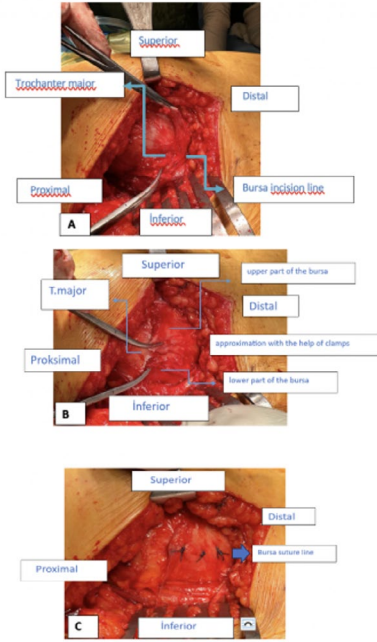 Superior
Trochanter major
Distal
Proximal
Bursa incision line
İnferior
A
Superior
upper part of the bursa
T.major
Distal
approximation with the help of clamps
Proksimal
lower part of the bursa
İnferior
B
Superior
Distal
Bursa suture line
Proximal
C
İnferior